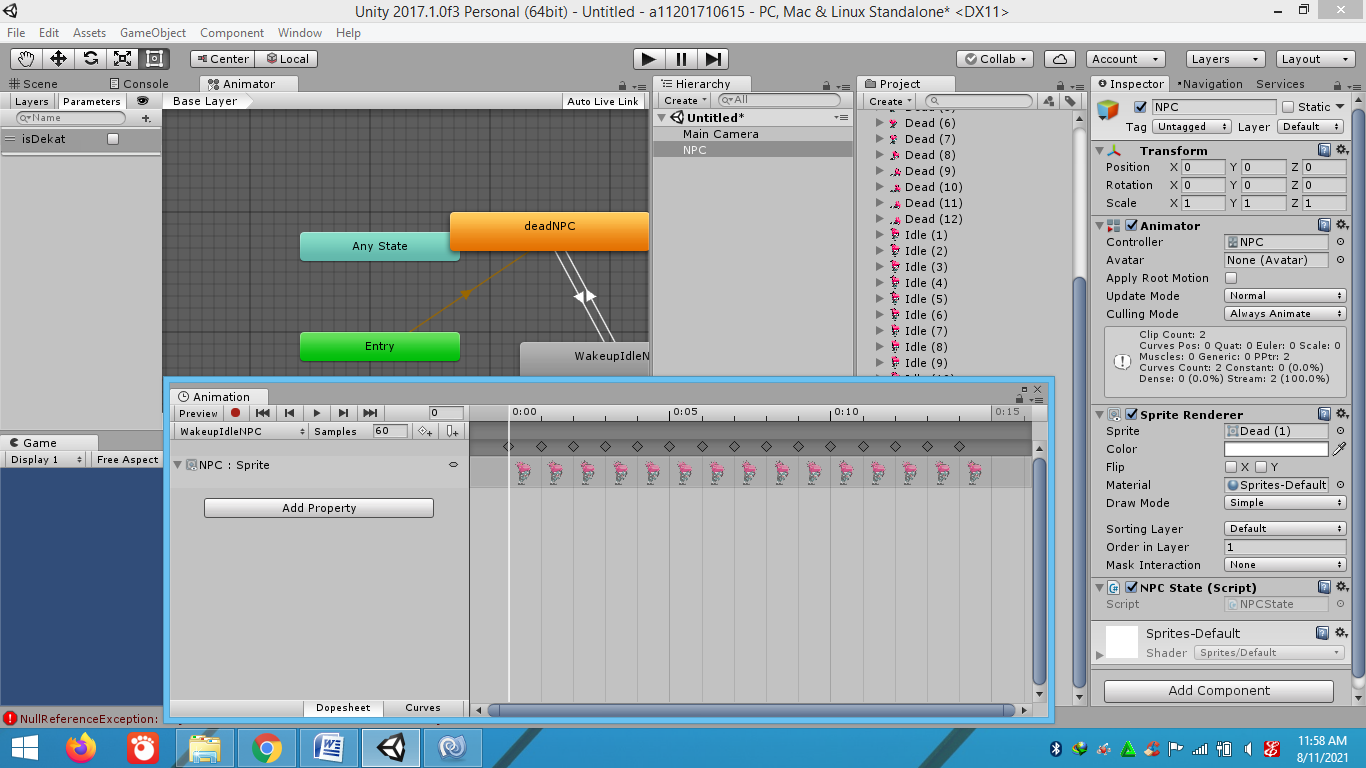 Unity 2017.1.0f3 Personal (64bit) - Untitled - a11201710615 - PC, Mac & Linux Standalone* <DX11>
File Edit Assets GameObject Component Window Help
Center Local Collab Account Layers Layout
Scene Console Animator
Layers Parameters Base Layer Auto Live Link
Name
isDekat
Any State
deadNPC
Entry
WakeupIdleN
Hierarchy
Create All
Untitled*
Main Camera
NPC
Project
Create
Dead (6)
Dead (7)
Dead (8)
Dead (9)
Dead (10)
Dead (11)
Dead (12)
Idle (1)
Idle (2)
Idle (3)
Idle (4)
Idle (5)
Idle (6)
Idle (7)
Idle (8)
Idle (9)
Inspector Navigation Services
NPC Static
Tag Untagged Layer Default
Transform
Position X 0 Y 0 Z 0
Rotation X 0 Y 0 Z 0
Scale X 1 Y 1 Z 1
Animator
Controller NPC
Avatar None (Avatar)
Apply Root Motion
Update Mode Normal
Culling Mode Always Animate
Clip Count: 2
Curves Pos: 0 Quat: 0 Euler: 0 Scale: 0
Muscles: 0 Generic: 0 PPtr: 2
Curves Count: 2 Constant: 0 (0.0%)
Dense: 0 (0.0%) Stream: 2 (100.0%)
Sprite Renderer
Sprite Dead (1)
Color
Flip X Y
Material Sprites-Default
Draw Mode Simple
Sorting Layer Default
Order in Layer 1
Mask Interaction None
NPC State (Script)
Script NPCState
Sprites-Default
Shader Sprites/Default
Add Component
Game
Display 1 Free Aspect
Animation
Preview 0 0:00 0:05 0:10 0:15
WakeupIdleNPC Samples 60
NPC : Sprite
Add Property
Dopesheet Curves
NullReferenceException:
11:58 AM
8/11/2021